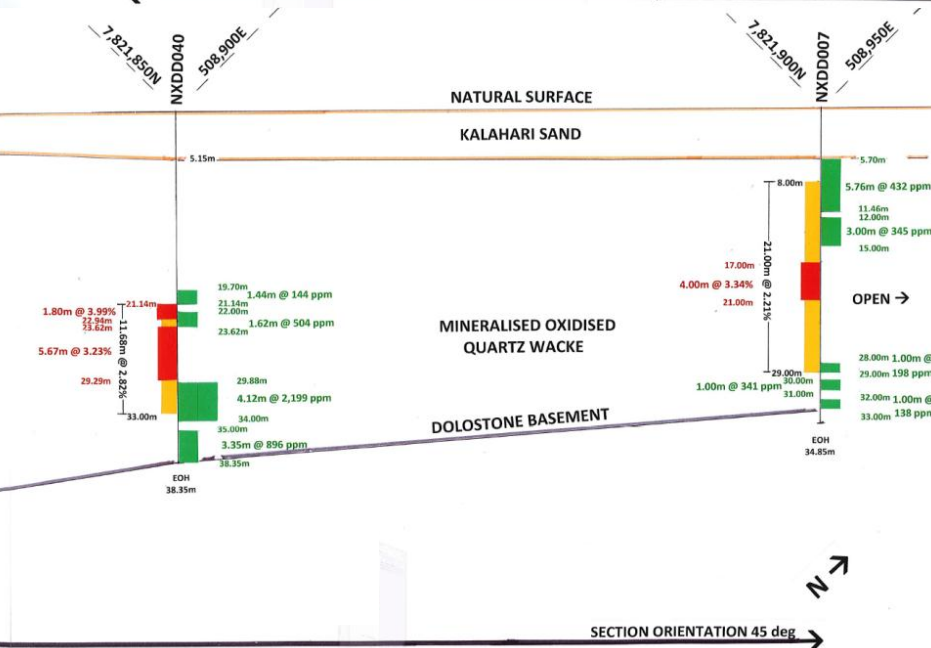 7,821,850N
NXDD040
508,900E
7,821,900N
NXDD007
508,950E
NATURAL SURFACE
KALAHARI SAND
5.15m
5.70m
8.00m
5.76m @ 432 ppm
11.46m
12.00m
3.00m @ 345 ppm
15.00m
21.00m @ 2.21%
17.00m
4.00m @ 3.34%
21.00m
OPEN →
19.70m
1.44m @ 144 ppm
21.14m
21.14m
22.00m
1.80m @ 3.99%
22.94m
23.62m
1.62m @ 504 ppm
23.62m
11.68m @ 2.82%
5.67m @ 3.23%
29.29m
29.88m
4.12m @ 2,199 ppm
33.00m
34.00m
35.00m
3.35m @ 896 ppm
38.35m
EOH
38.35m
MINERALISED OXIDISED
QUARTZ WACKE
DOLOSTONE BASEMENT
28.00m 1.00m @
29.00m
29.00m 198 ppm
1.00m @ 341 ppm
30.00m
31.00m
32.00m 1.00m @
33.00m 138 ppm
EOH
34.85m
N
SECTION ORIENTATION 45 deg